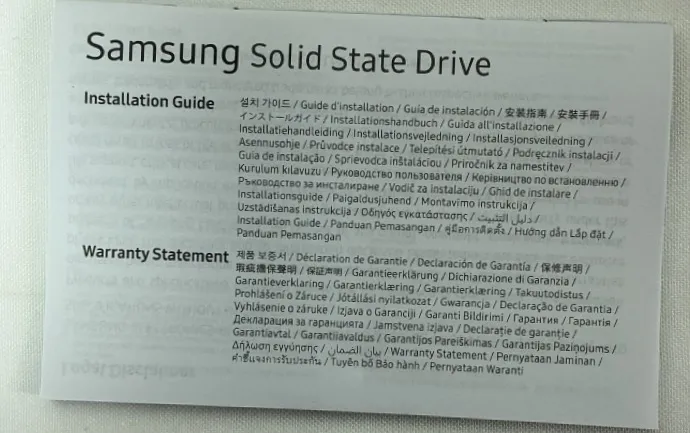 Samsung Solid State Drive
Installation Guide
설치 가이드 / Guide d'installation / Guía de instalación / 安装指南 / 安裝手冊 /
インストールガイド / Installationshandbuch / Guida all'installazione /
Installatiehandleiding / Installationsvejledning / Installasjonsveiledning /
Asennusohje / Průvodce instalace / Telepítési útmutató / Podręcznik instalacji /
Guia de instalação / Sprievodca inštaláciou / Priročnik za namestitev /
Kurulum kılavuzu / Руководство пользователя / Керівництво по встановленню /
Ръководство за инсталиране / Vodič za instalaciju / Ghid de instalare /
Installationsguide / Paigaldusjuhend / Montavimo instrukcija /
Uzstādīšanas instrukcija / Οδηγός εγκατάστασης / دليل التثبيت /
Installation Guide / Panduan Pemasangan / คู่มือการติดตั้ง / Hướng dẫn Lắp đặt /
Panduan Pemasangan
Warranty Statement
제품 보증서 / Déclaration de Garantie / Declaración de Garantía / 保修声明 /
瑕疵擔保聲明 / 保証声明 / Garantieerklärung / Dichiarazione di Garanzia /
Garantieverklaring / Garantierklæring / Garantierklæring / Takuutodistus /
Prohlášení o Záruce / Jótállási nyilatkozat / Gwarancja / Declaração de Garantia /
Vyhlásenie o záruke / Izjava o Garanciji / Garanti Bildirimi / Гарантия / Гарантія /
Декларация за гаранцията / Jamstvena izjava / Declarație de garanție /
Garantiavtal / Garantiiavaldus / Garantijos Pareiškimas / Garantijas Paziņojums /
Δήλωση εγγύησης / بيان الضمان / Warranty Statement / Pernyataan Jaminan /
คำชี้แจงการรับประกัน / Tuyên bố Bảo hành / Pernyataan Waranti